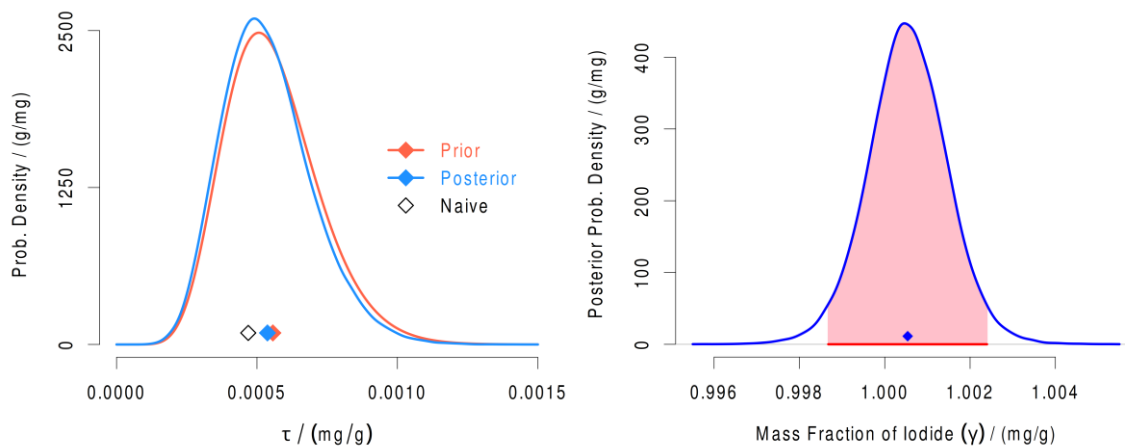 Prob. Density / (g/mg)
2500
1250
0
Prior
Posterior
Naive
0.0000
0.0005
0.0010
0.0015
τ / (mg/g)
Posterior Prob. Density / (g/mg)
400
300
200
100
0
0.996
0.998
1.000
1.002
1.004
Mass Fraction of Iodide (γ) / (mg/g)